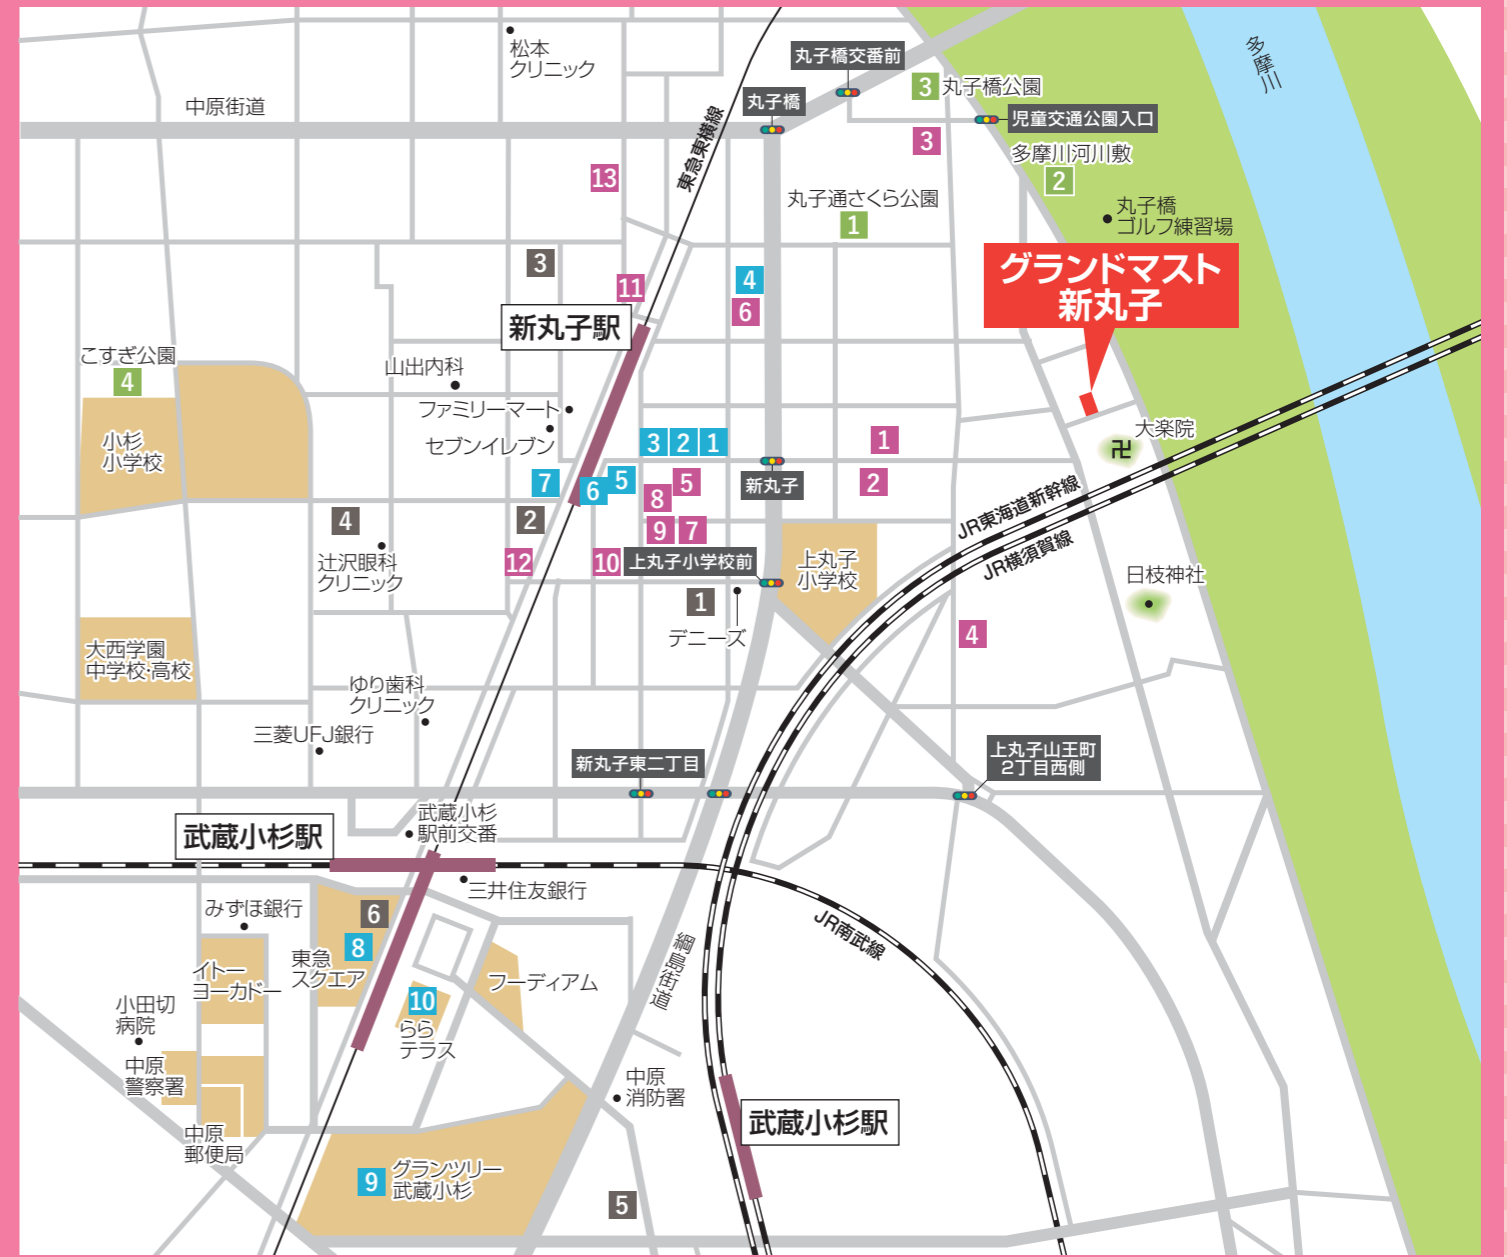 松本
クリニック
中原街道
東急東横線
丸子橋
丸子橋交番前
3 丸子橋公園
児童交通公園入口
3
多摩川河川敷
2
多摩川
丸子橋
ゴルフ練習場
13
丸子通さくら公園
1
3
11
4
6
グランドマスト
新丸子
新丸子駅
こすぎ公園
4
小杉
小学校
山出内科
ファミリーマート
セブンイレブン
3 2 1
1
大楽院
卍
7
6
5
8
5
新丸子
2
4
2
9 7
辻沢眼科
クリニック
12
10
上丸子小学校前
上丸子
小学校
JR東海道新幹線
JR横須賀線
日枝神社
1
デニーズ
4
大西学園
中学校・高校
ゆり歯科
クリニック
三菱UFJ銀行
新丸子東二丁目
上丸子山王町
2丁目西側
武蔵小杉駅
武蔵小杉
駅前交番
三井住友銀行
みずほ銀行
6
8
東急
スクエア
イトー
ヨーカドー
フーディアム
綱島街道
JR南武線
小田切
病院
10
らら
テラス
中原
警察署
中原
消防署
武蔵小杉駅
中原
郵便局
9
グランツリー
武蔵小杉
5